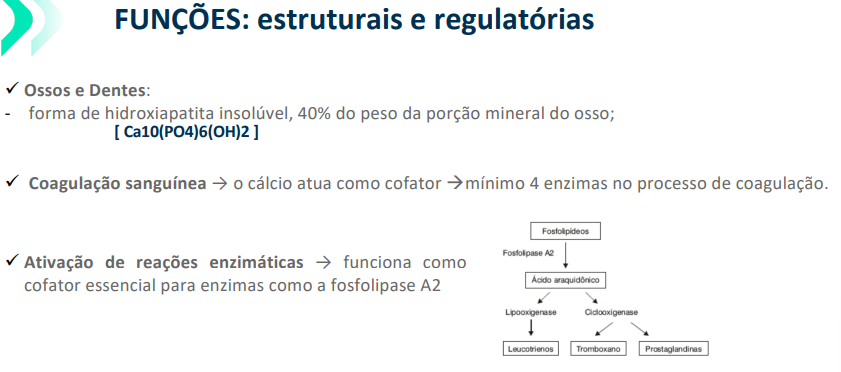 FUNÇÕES: estruturais e regulatórias
✓ Ossos e Dentes:
- forma de hidroxiapatita insolúvel, 40% do peso da porção mineral do osso;
[ Ca10(PO4)6(OH)2 ]
✓ Coagulação sanguínea → o cálcio atua como cofator →mínimo 4 enzimas no processo de coagulação.
✓ Ativação de reações enzimáticas → funciona como
cofator essencial para enzimas como a fosfolipase A2
Fosfolipídeos
Fosfolipase A2
Ácido araquidônico
Lipooxigenase Ciclooxigenase
Leucotrienos Tromboxano Prostaglandinas